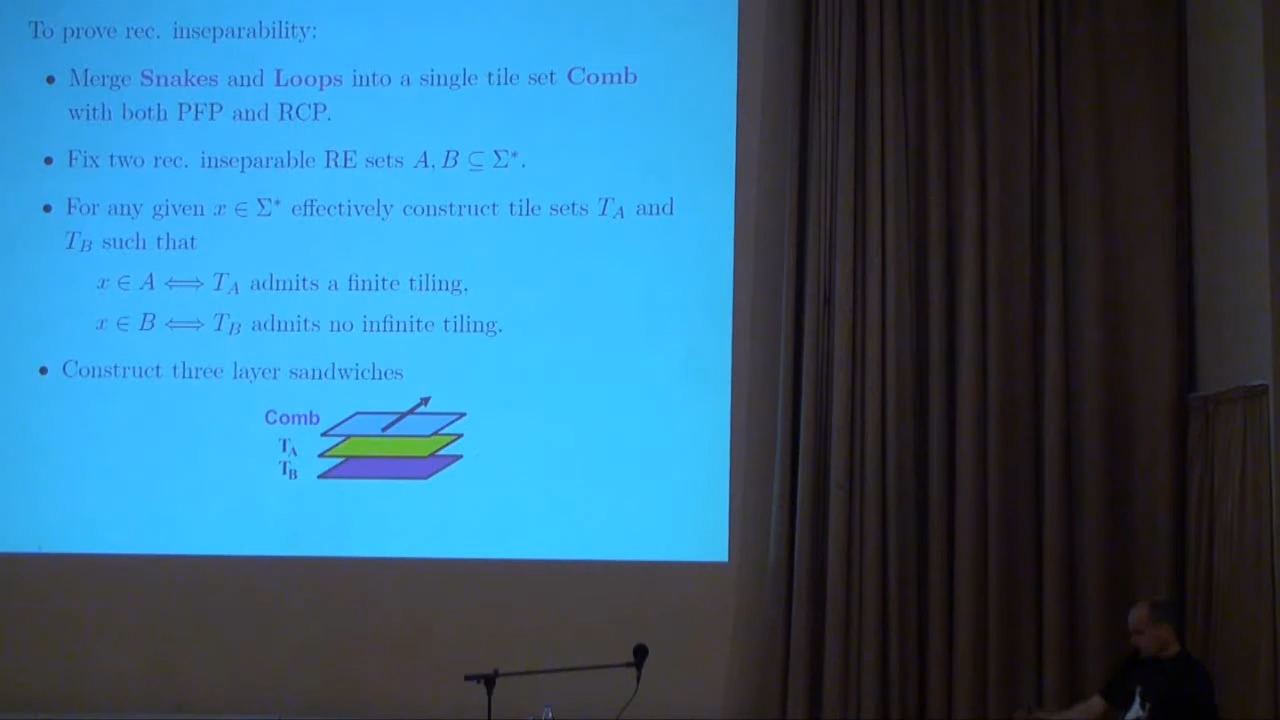 To prove rec. inseparability:
• Merge Snakes and Loops into a single tile set Comb
with both PFP and RCP.
• Fix two rec. inseparable RE sets A, B ⊆ Σ*.
• For any given x ∈ Σ* effectively construct tile sets T_A and
T_B such that
x ∈ A ⟺ T_A admits a finite tiling,
x ∈ B ⟺ T_B admits no infinite tiling.
• Construct three layer sandwiches
Comb
T_A
T_B